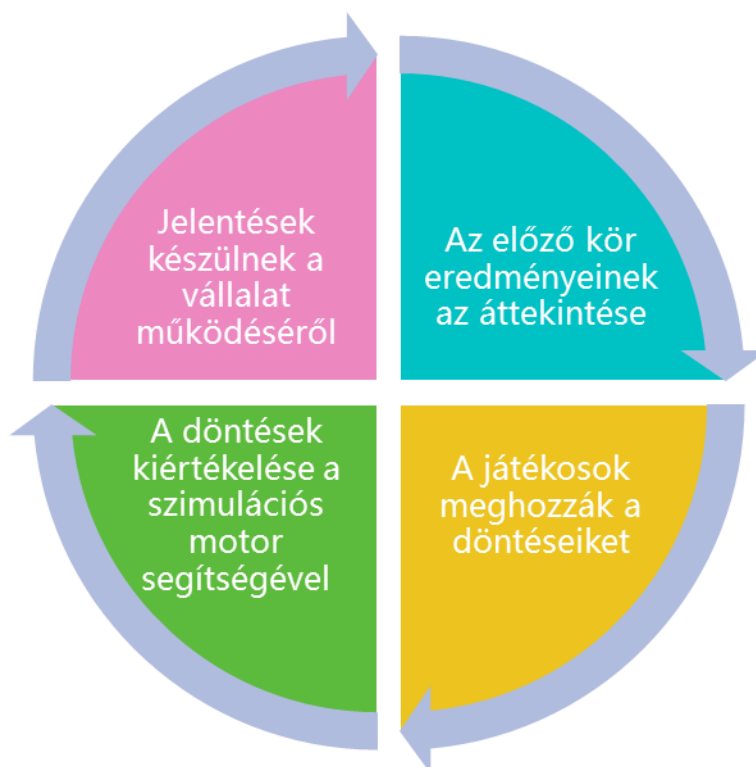 Jelentések
készülnek a
vállalat
működéséről
Az előző kör
eredményeinek
az áttekintése
A játékosok
meghozzák a
döntéseiket
A döntések
kiértékelése a
szimulációs
motor
segítségével